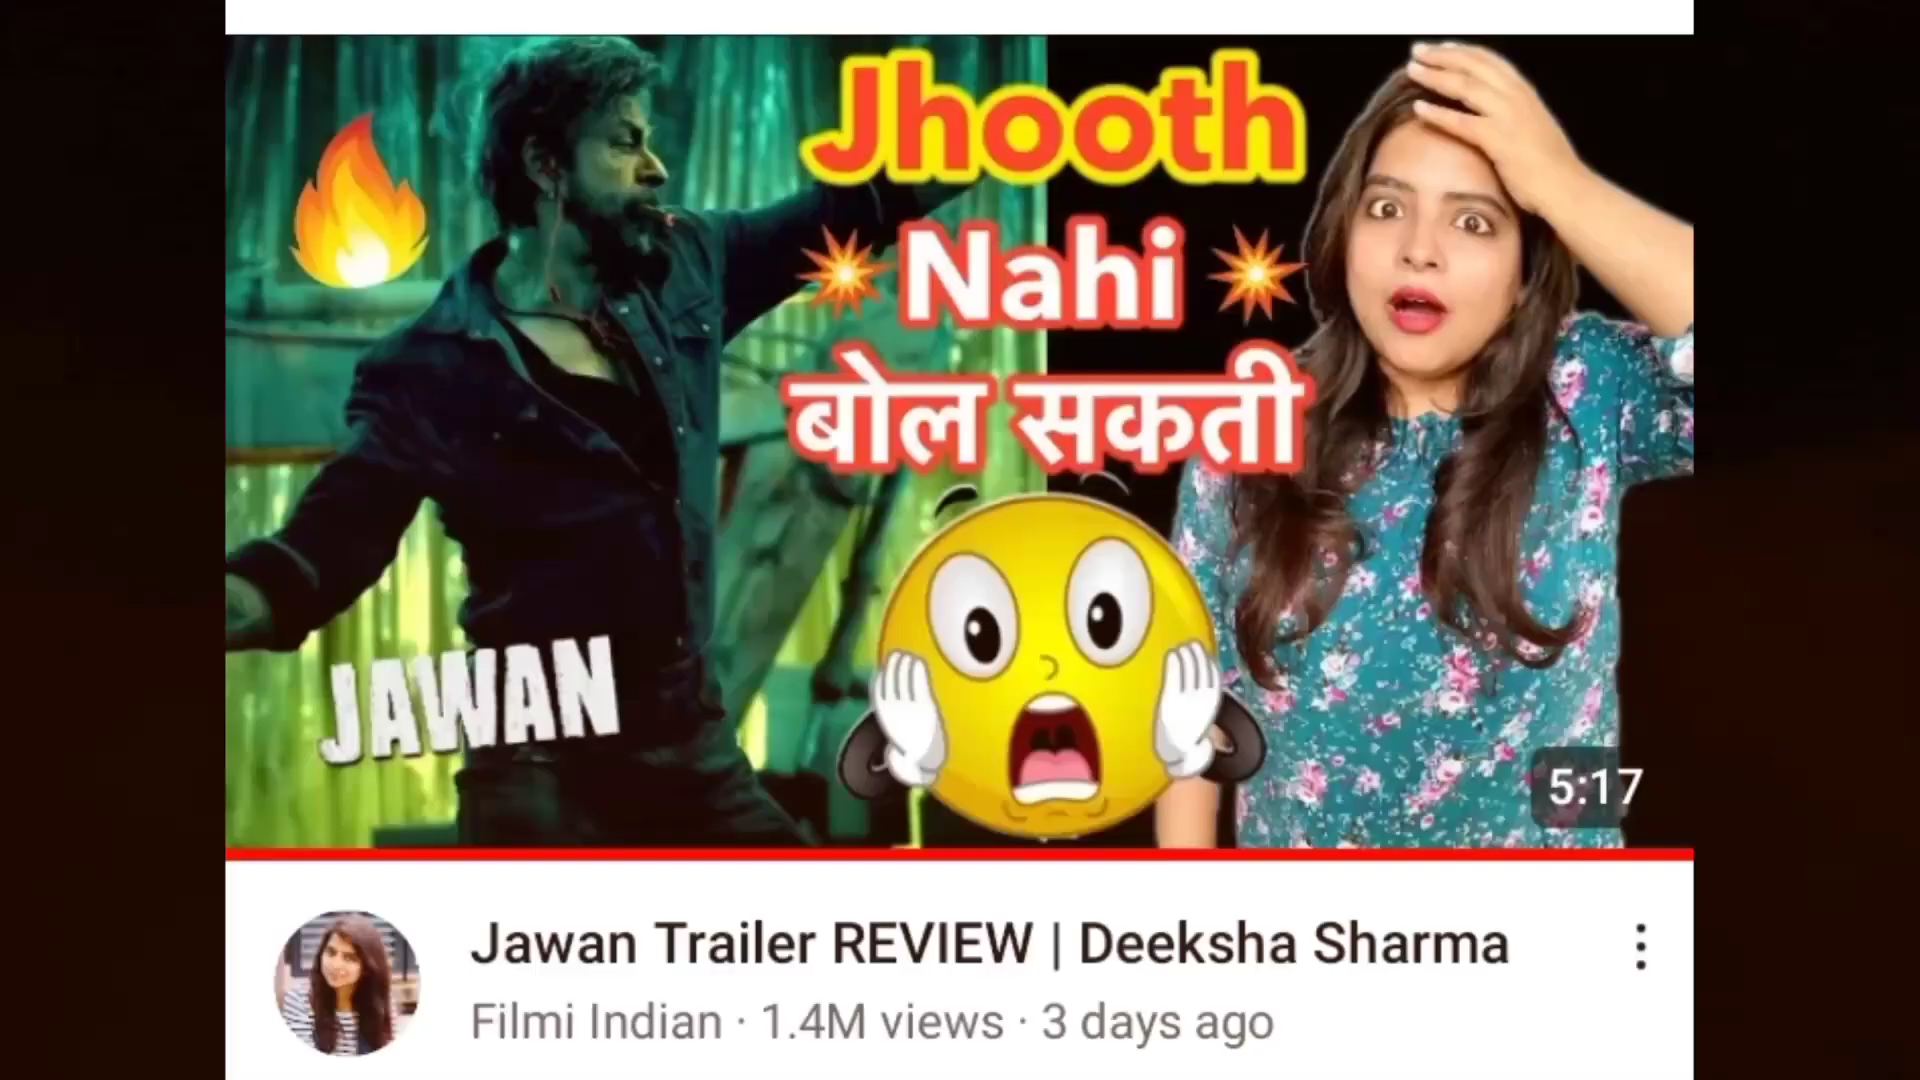 Jhooth
Nahi
बोल सकती
JAWAN
5:17
Jawan Trailer REVIEW | Deeksha Sharma
Filmi Indian · 1.4M views · 3 days ago